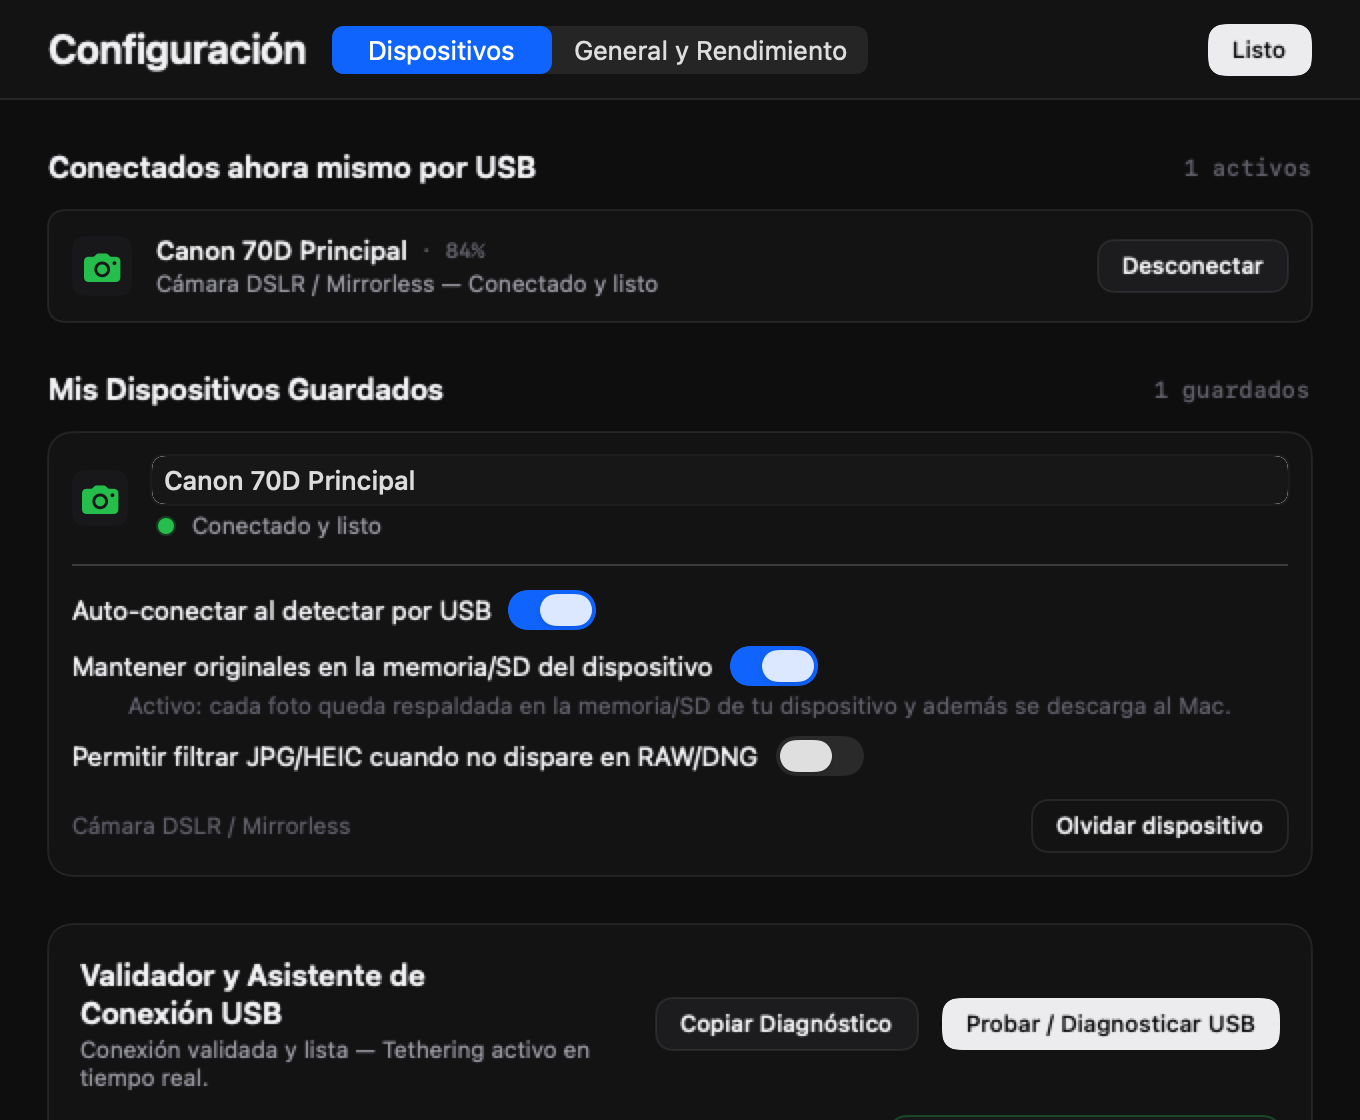 Configuración
Dispositivos
General y Rendimiento
Listo
Conectados ahora mismo por USB
1 activos
Canon 70D Principal · 84%
Cámara DSLR / Mirrorless — Conectado y listo
Desconectar
Mis Dispositivos Guardados
1 guardados
Canon 70D Principal
Conectado y listo
Auto-conectar al detectar por USB
Mantener originales en la memoria/SD del dispositivo
Activo: cada foto queda respaldada en la memoria/SD de tu dispositivo y además se descarga al Mac.
Permitir filtrar JPG/HEIC cuando no dispare en RAW/DNG
Cámara DSLR / Mirrorless
Olvidar dispositivo
Validador y Asistente de
Conexión USB
Conexión validada y lista — Tethering activo en
tiempo real.
Copiar Diagnóstico
Probar / Diagnosticar USB